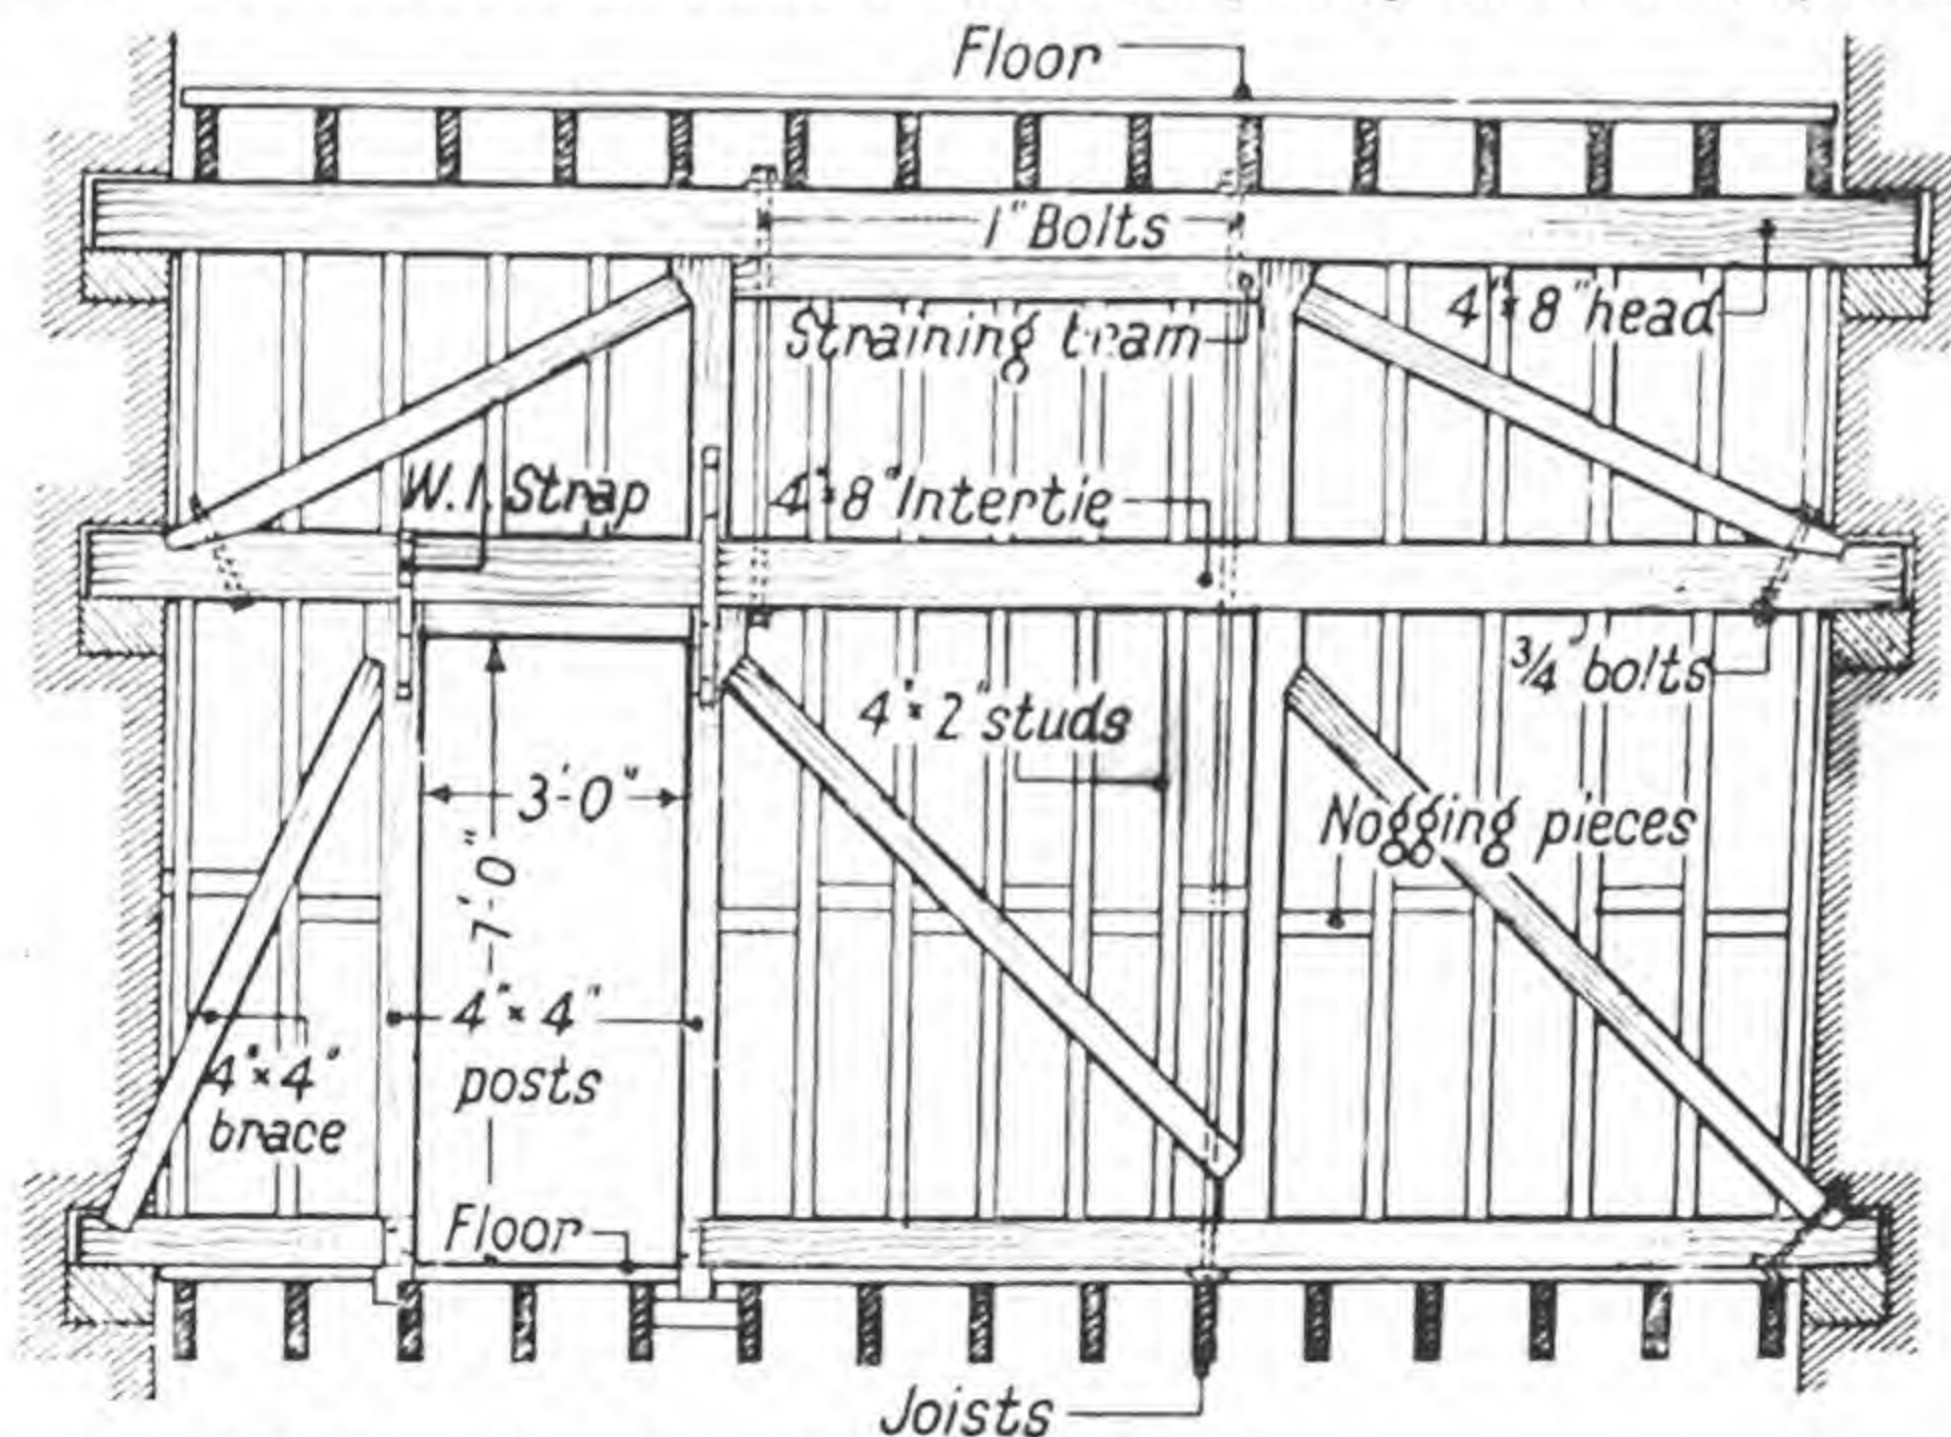 Floor
1" Bolts
4"×8" head
Straining tram
W.I. Strap
4"×8" Intertie
3/4" bolts
4"×2" studs
3'-0"
Nogging pieces
7'-0"
4"×4"
posts
4"×4"
brace
Floor
Joists